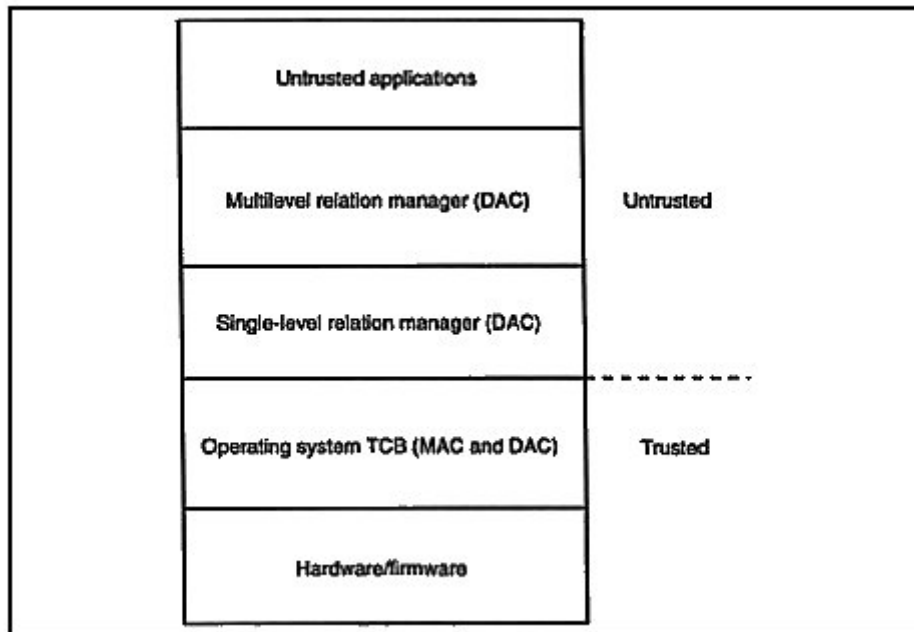 Untrusted applications
Multilevel relation manager (DAC)
Untrusted
Single-level relation manager (DAC)
Operating system TCB (MAC and DAC)
Trusted
Hardware/firmware